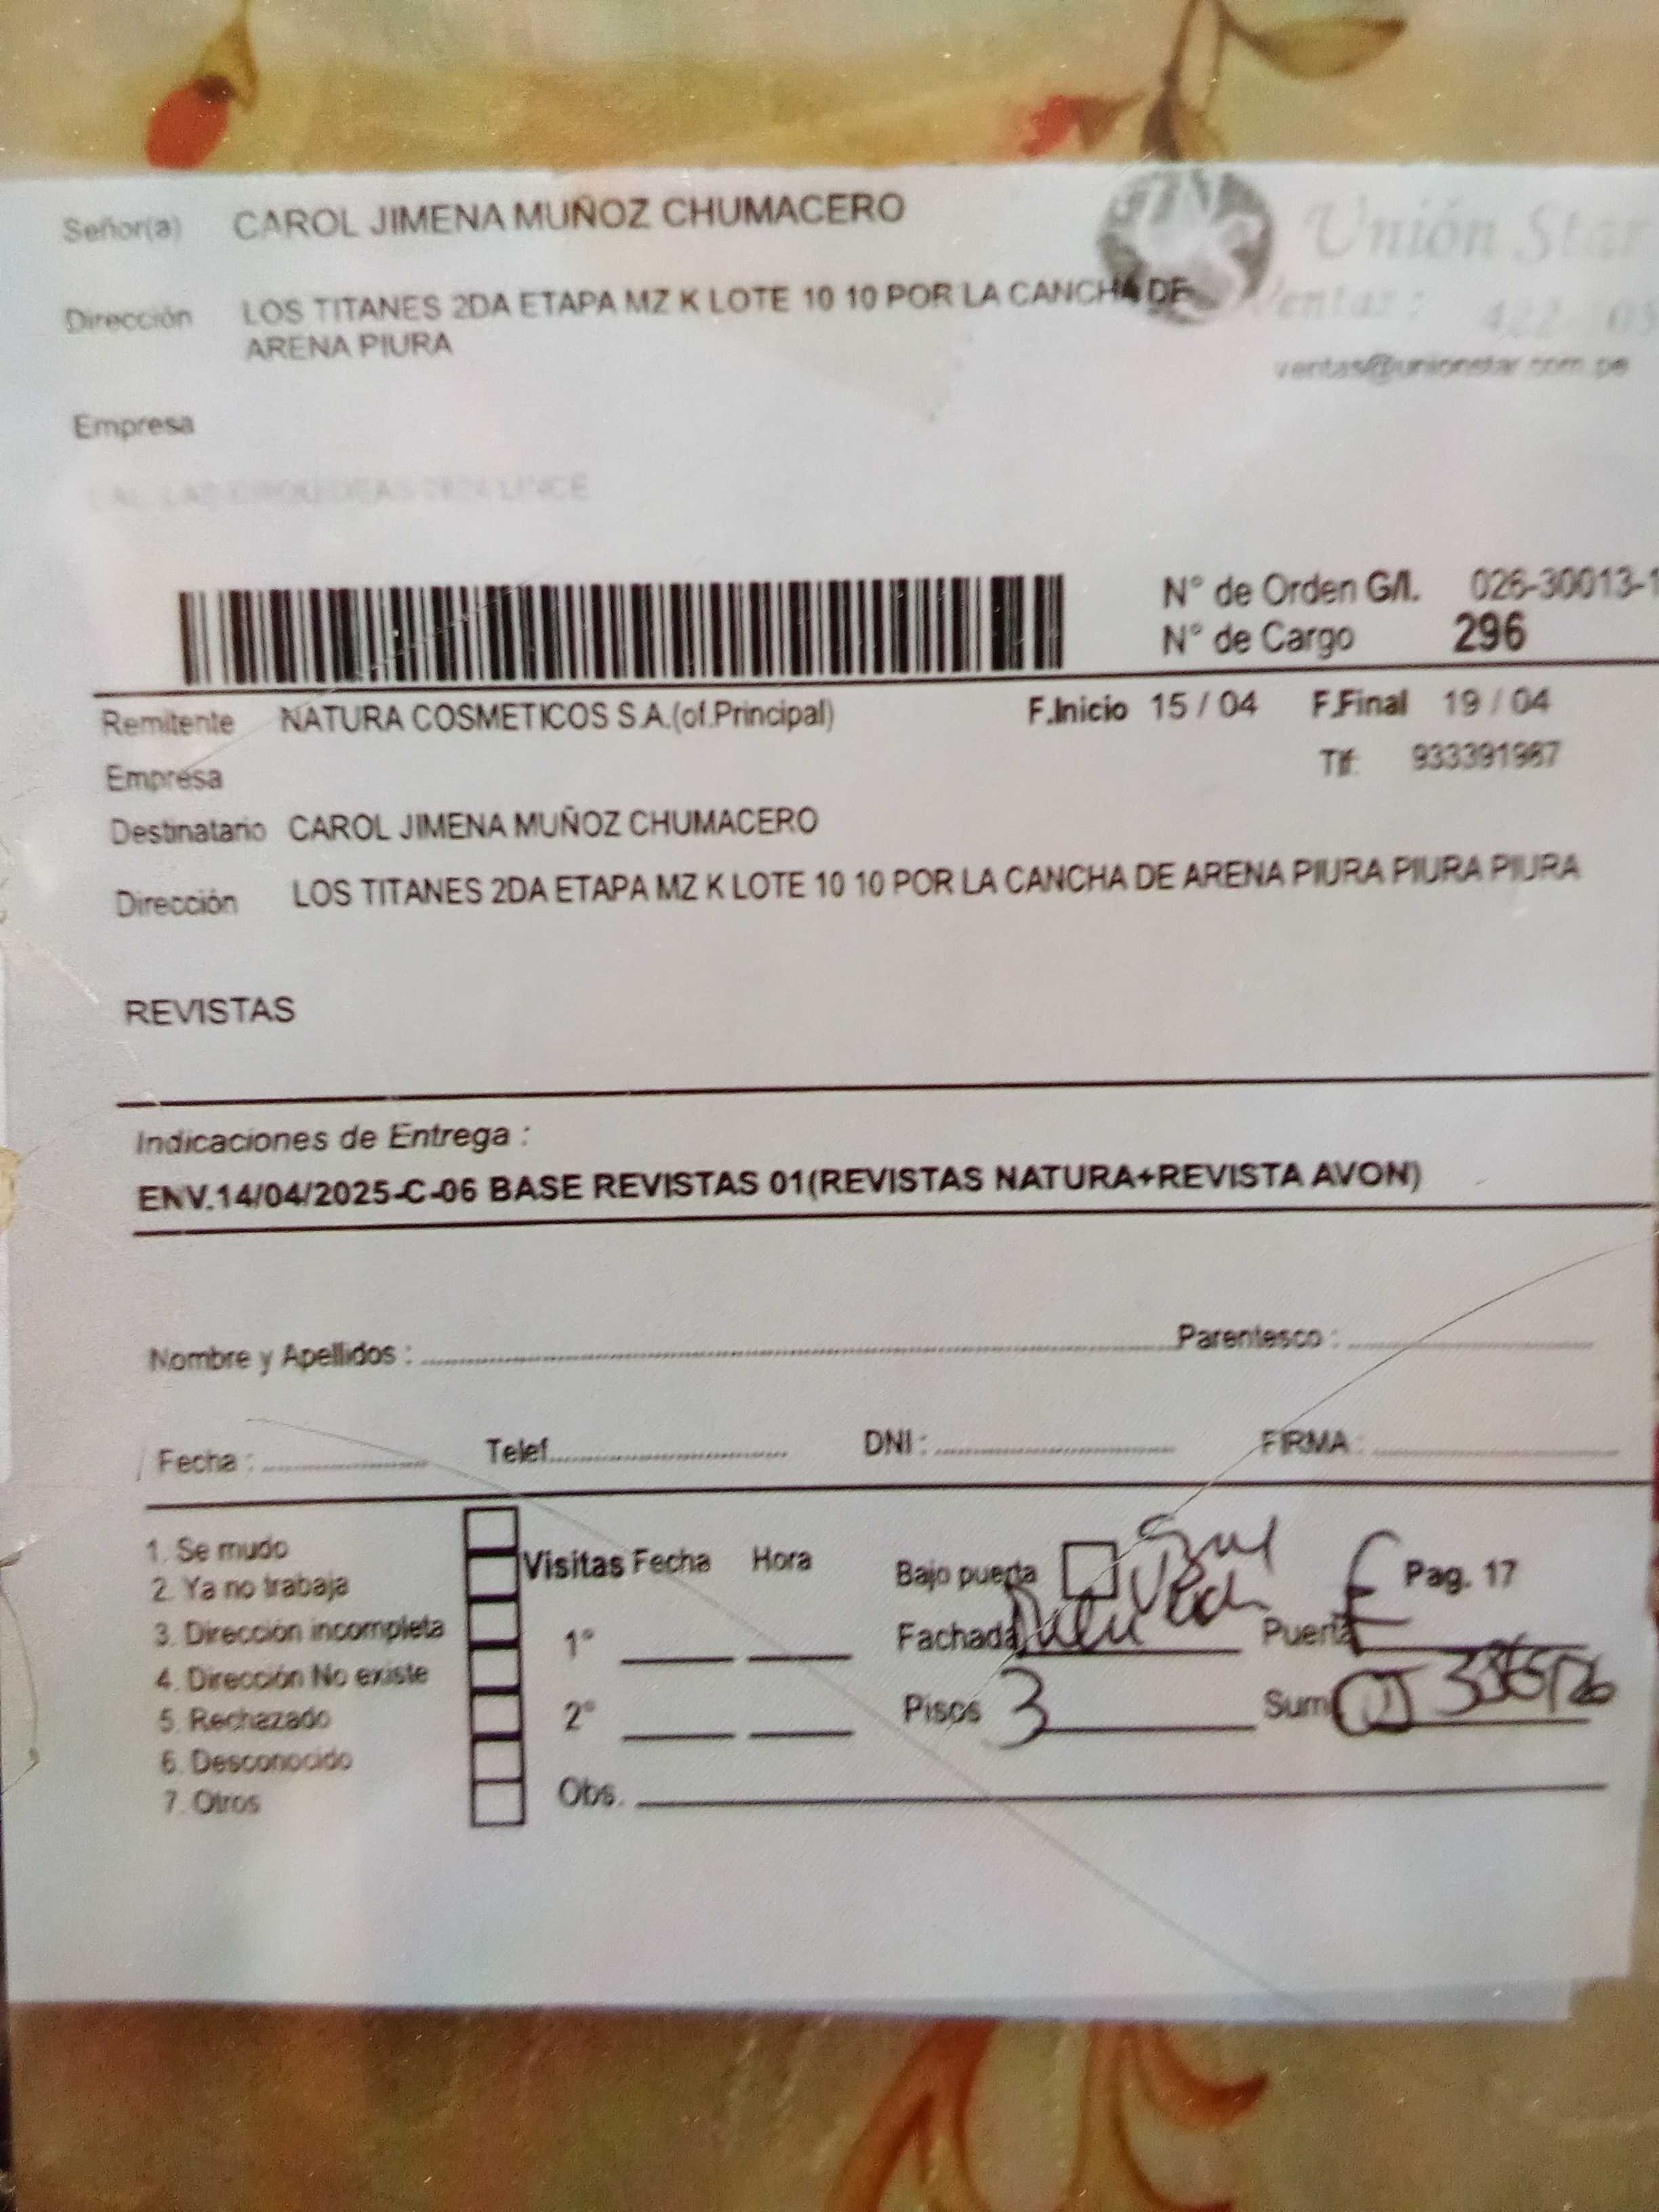 Señor(a) CAROL JIMENA MUÑOZ CHUMACERO
Unión Star
Dirección LOS TITANES 2DA ETAPA MZ K LOTE 10 10 POR LA CANCHA DE
ARENA PIURA
Ventas: 422
ventas@unionstar.com.pe
Empresa
LINCE
N° de Orden G/I. 026-30013-1
N° de Cargo 296
Remitente NATURA COSMETICOS S.A.(of.Principal) F.Inicio 15 / 04 F.Final 19 / 04
Empresa Tlf: 933391987
Destinatario CAROL JIMENA MUÑOZ CHUMACERO
Dirección LOS TITANES 2DA ETAPA MZ K LOTE 10 10 POR LA CANCHA DE ARENA PIURA PIURA PIURA
REVISTAS
Indicaciones de Entrega :
ENV.14/04/2025-C-06 BASE REVISTAS 01(REVISTAS NATURA+REVISTA AVON)
Nombre y Apellidos : Parentesco :
Fecha : Telef. DNI : FIRMA :
1. Se mudo
2. Ya no trabaja
3. Dirección incompleta
4. Dirección No existe
5. Rechazado
6. Desconocido
7. Otros
Visitas Fecha Hora
1°
2°
Obs.
Bajo puerta Pag. 17
Fachada Puerta
Pisos 3 Sum